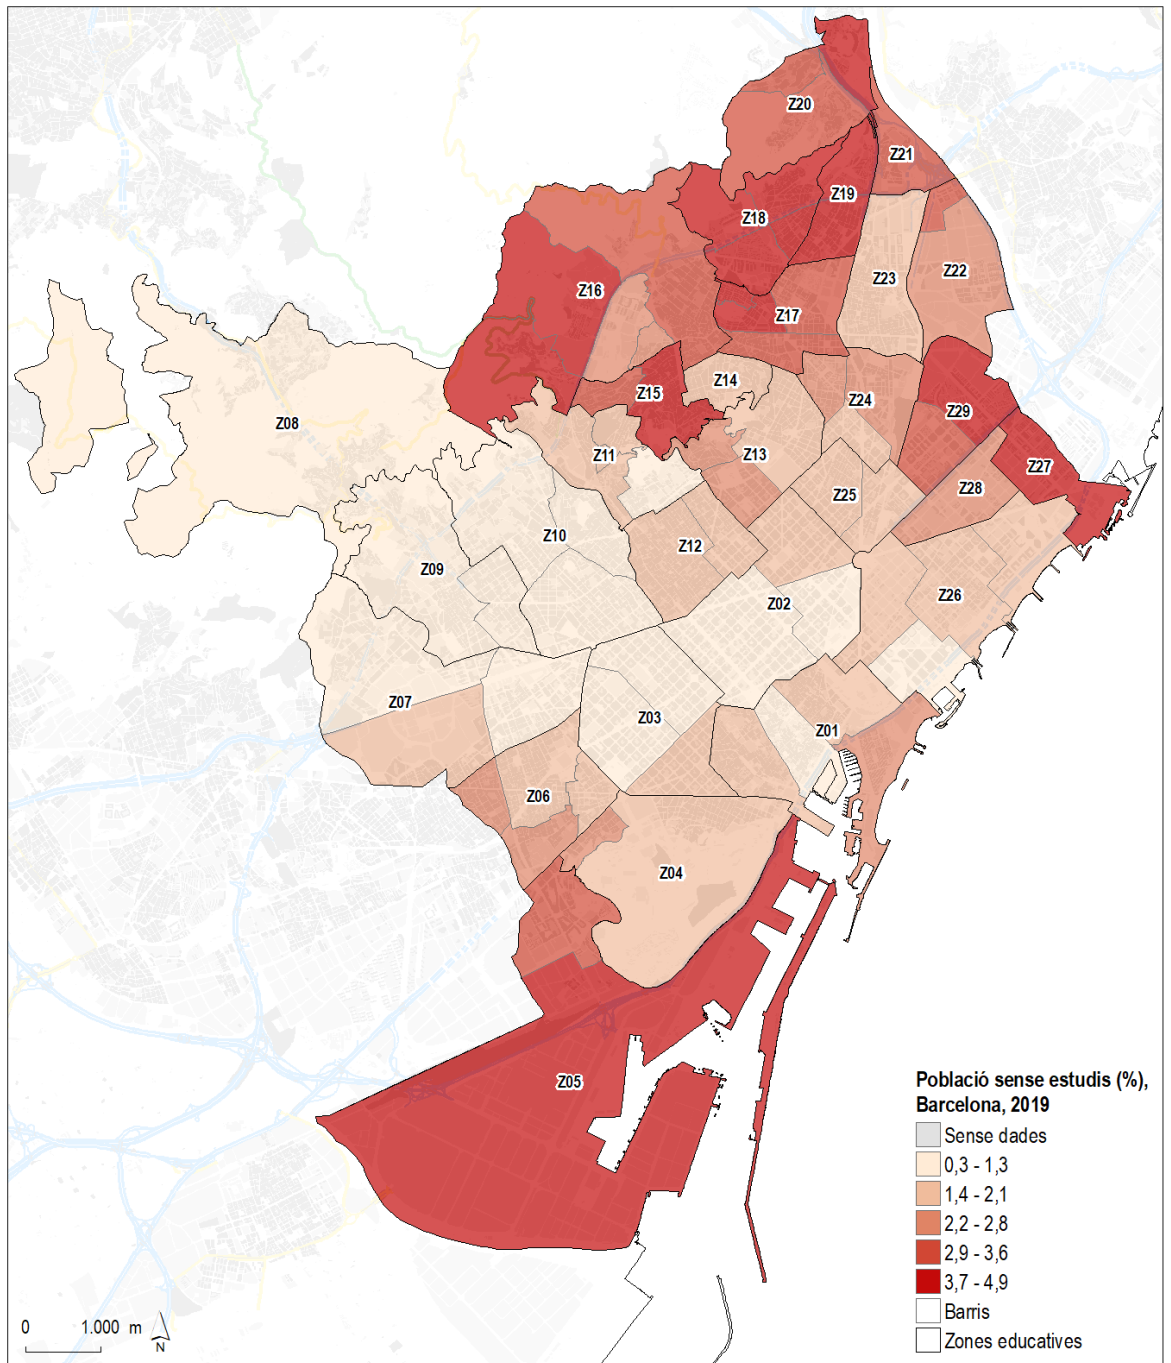 Z20
Z21
Z19
Z18
Z22
Z23
Z16
Z17
Z14
Z15
Z24
Z29
Z08
Z11
Z13
Z27
Z25
Z28
Z10
Z12
Z09
Z26
Z02
Z07
Z03
Z01
Z06
Z04
Z05
Població sense estudis (%),
Barcelona, 2019
Sense dades
0,3 - 1,3
1,4 - 2,1
2,2 - 2,8
2,9 - 3,6
3,7 - 4,9
Barris
Zones educatives
0 1.000 m
N